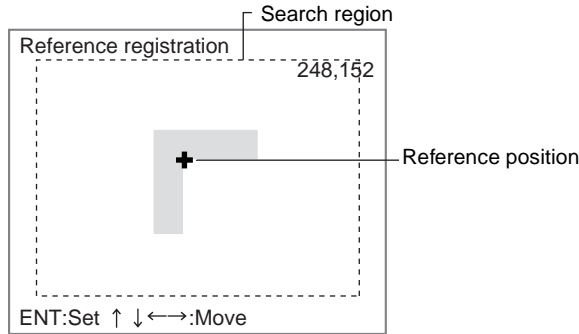 Search region
Reference registration
248,152
Reference position
ENT:Set ↑ ↓ ←→:Move